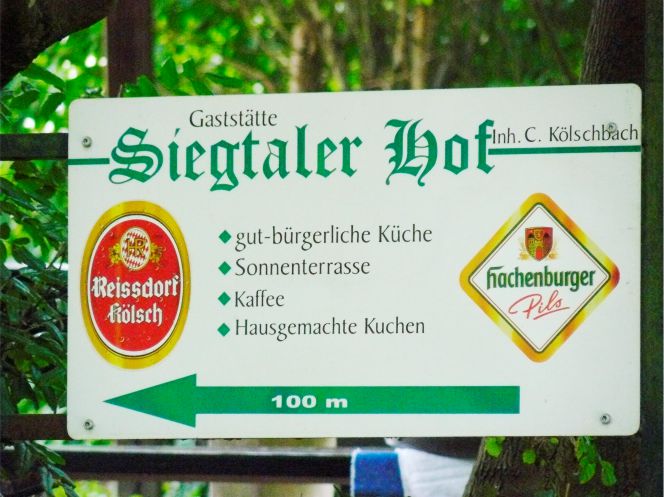 Gaststätte
Siegtaler Hof
Inh. C. Kölschbach
gut-bürgerliche Küche
Sonnenterrasse
Kaffee
Hausgemachte Kuchen
Reissdorf
Kölsch
Hachenburger
Pils
100 m